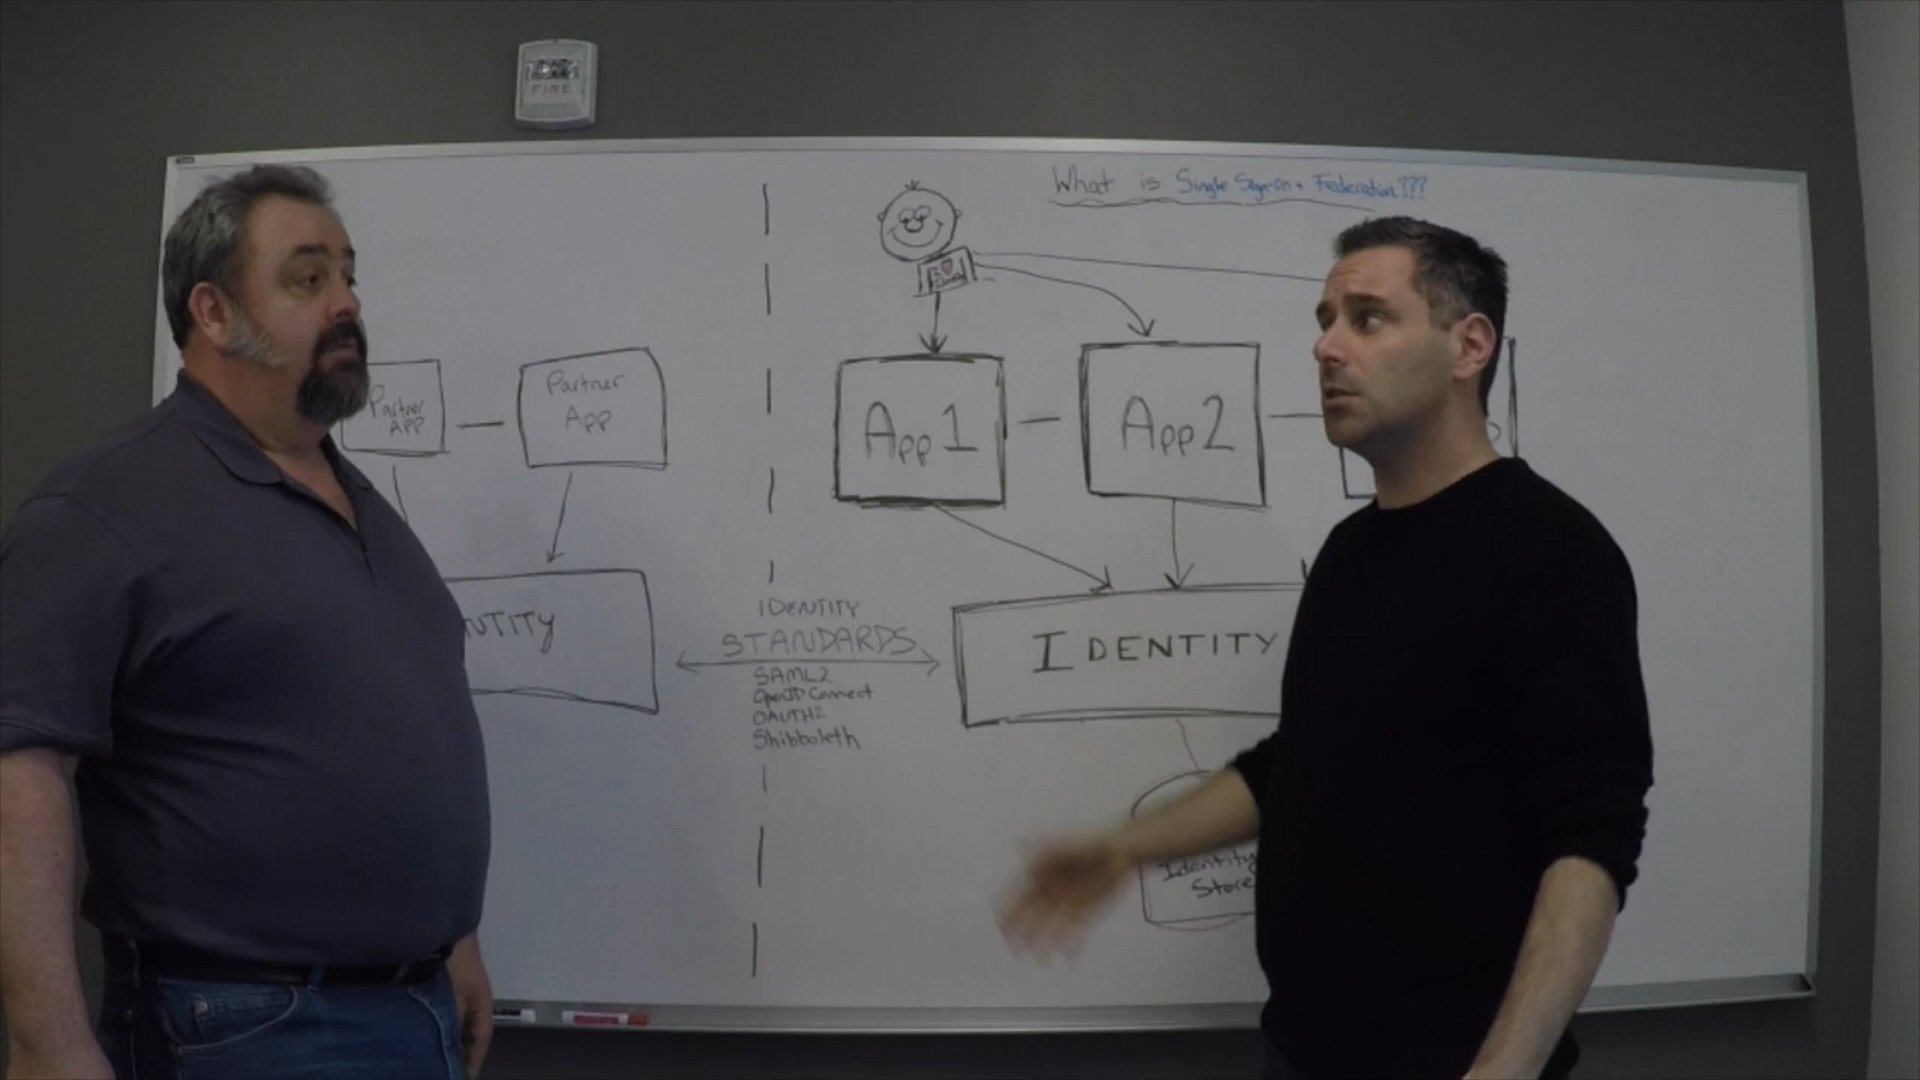 FIRE
What is Single Sign-On + Federation???
I ♥
Partner
APP
Partner
App
App 1
App 2
NTITY
IDENTITY
STANDARDS
SAML2
OpenID Connect
OAUTH2
Shibboleth
IDENTITY
Identity
Store